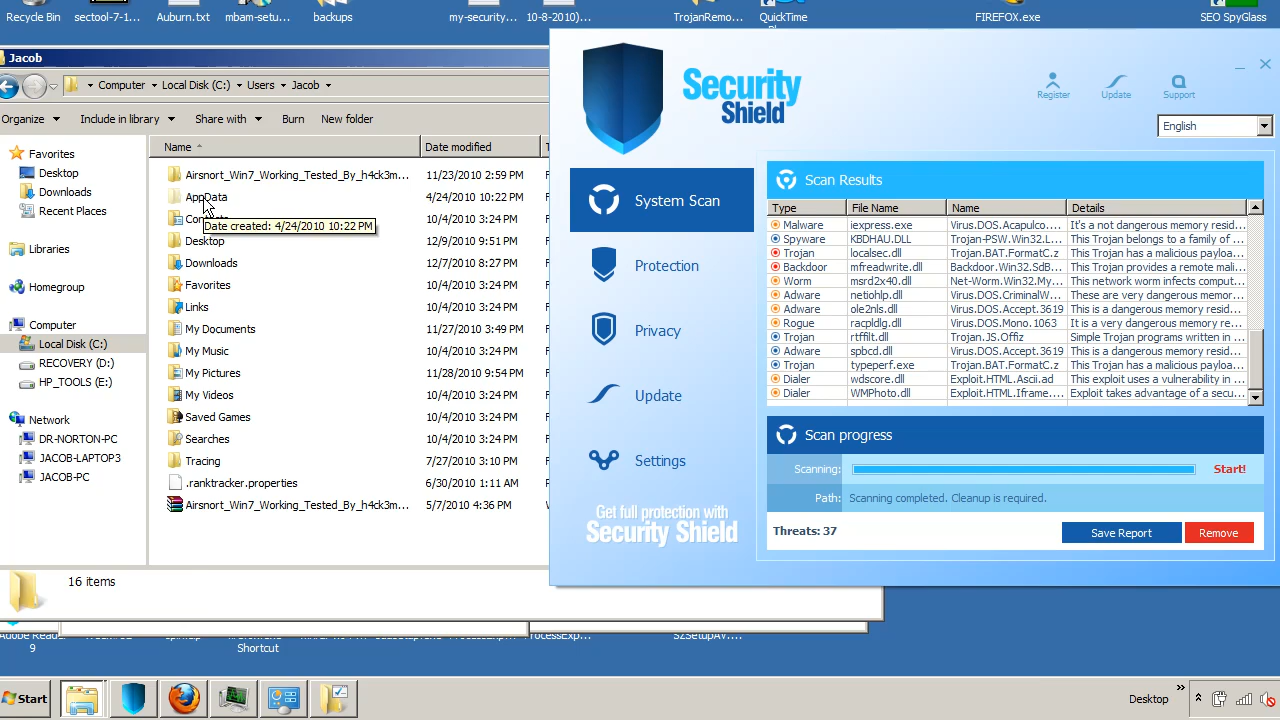 Recycle Bin
sectool-7-1...
Auburn.txt
mbam-setu...
backups
my-security...
10-8-2010)...
TrojanRemo...
QuickTime
FIREFOX.exe
SEO SpyGlass
Jacob
Computer
Local Disk (C:)
Users
Jacob
Organ
Include in library
Share with
Burn
New folder
Favorites
Desktop
Downloads
Recent Places
Libraries
Homegroup
Computer
Local Disk (C:)
RECOVERY (D:)
HP_TOOLS (E:)
Network
DR-NORTON-PC
JACOB-LAPTOP3
JACOB-PC
Name Date modified
Airsnort_Win7_Working_Tested_By_h4ck3m... 11/23/2010 2:59 PM F
AppData 4/24/2010 10:22 PM F
10/4/2010 3:24 PM F
Date created: 4/24/2010 10:22 PM
Desktop 12/9/2010 9:51 PM F
Downloads 12/7/2010 8:27 PM F
Favorites 10/4/2010 3:24 PM F
Links 10/4/2010 3:24 PM F
My Documents 11/27/2010 3:49 PM F
My Music 10/4/2010 3:24 PM F
My Pictures 11/28/2010 9:54 PM F
My Videos 10/4/2010 3:24 PM F
Saved Games 10/4/2010 3:24 PM F
Searches 10/4/2010 3:24 PM F
Tracing 7/27/2010 3:10 PM F
.ranktracker.properties 6/30/2010 1:11 AM F
Airsnort_Win7_Working_Tested_By_h4ck3m... 5/7/2010 4:36 PM
16 items
Security
Shield
Register
Update
Support
English
System Scan
Protection
Privacy
Update
Settings
Get full protection with
Security Shield
Scan Results
Type File Name Name Details
Malware iexpress.exe Virus.DOS.Acapulco.... It's a not dangerous memory resid...
Spyware KBDHAU.DLL Trojan-PSW.Win32.L... This Trojan belongs to a family of ...
Trojan localsec.dll Trojan.BAT.FormatC.z This Trojan has a malicious payloa...
Backdoor mfreadwrite.dll Backdoor.Win32.SdB... This Trojan provides a remote mali...
Worm msrd2x40.dll Net-Worm.Win32.My... This network worm infects comput...
Adware netiohlp.dll Virus.DOS.CriminalW... These are very dangerous memor...
Adware ole2nls.dll Virus.DOS.Accept.3619 This is a dangerous memory resid...
Rogue racpldlg.dll Virus.DOS.Mono.1063 It is a very dangerous memory re...
Trojan rtffilt.dll Trojan.JS.Offiz Simple Trojan programs written in ...
Adware spbcd.dll Virus.DOS.Accept.3619 This is a dangerous memory resid...
Trojan typeperf.exe Trojan.BAT.FormatC.z This Trojan has a malicious payloa...
Dialer wdscore.dll Exploit.HTML.Ascii.ad This exploit uses a vulnerability in ...
Dialer WMPhoto.dll Exploit.HTML.Iframe.... Exploit takes advantage of a secu...
Scan progress
Scanning: Start!
Path: Scanning completed. Cleanup is required.
Threats: 37
Save Report
Remove
Adobe Reader
9
Shortcut
ProcessExp...
SZSetupAV....
Start
Desktop